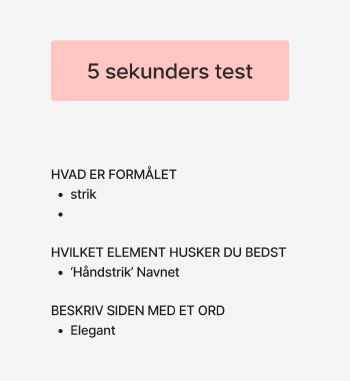 5 sekunders test
HVAD ER FORMÅLET
• strik
•
HVILKET ELEMENT HUSKER DU BEDST
• 'Håndstrik' Navnet
BESKRIV SIDEN MED ET ORD
• Elegant